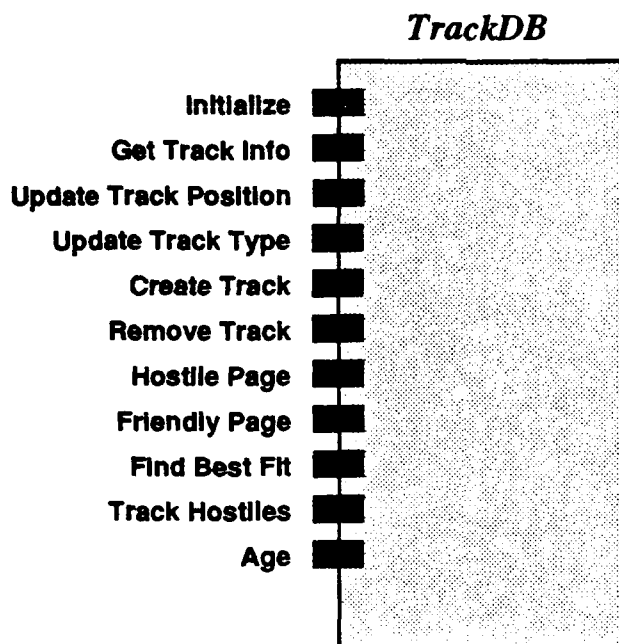 TrackDB
Initialize
Get Track Info
Update Track Position
Update Track Type
Create Track
Remove Track
Hostile Page
Friendly Page
Find Best Fit
Track Hostiles
Age